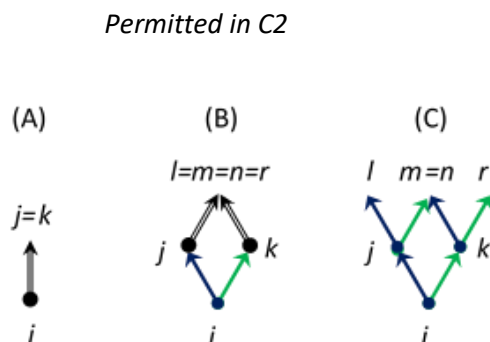 Permitted in C2
(A) (B) (C)
l=m=n=r l m=n r
j=k
j k j k
i i i